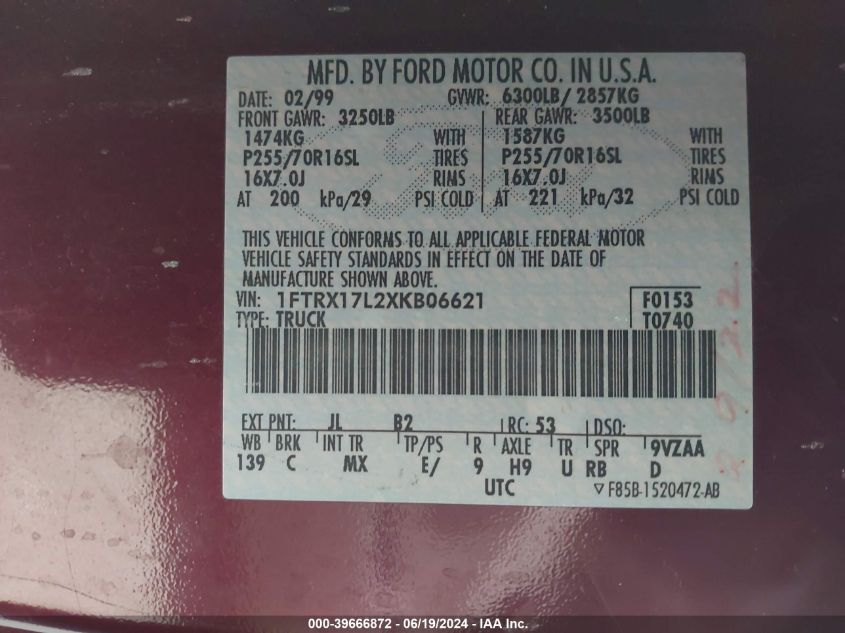 MFD. BY FORD MOTOR CO. IN U.S.A.
DATE: 02/99 GVWR: 6300LB/ 2857KG
FRONT GAWR: 3250LB REAR GAWR: 3500LB
1474KG WITH 1587KG WITH
P255/70R16SL TIRES P255/70R16SL TIRES
16X7.0J RIMS 16X7.0J RIMS
AT 200 kPa/29 PSI COLD AT 221 kPa/32 PSI COLD
THIS VEHICLE CONFORMS TO ALL APPLICABLE FEDERAL MOTOR
VEHICLE SAFETY STANDARDS IN EFFECT ON THE DATE OF
MANUFACTURE SHOWN ABOVE.
VIN: 1FTRX17L2XKB06621 F0153
TYPE: TRUCK T0740
EXT PNT: JL B2 RC: 53 DSO:
WB BRK INT TR TP/PS R AXLE TR SPR 9VZAA
139 C MX E/ 9 H9 U RB D
UTC ▽F85B-1520472-AB
000-39666872 - 06/19/2024 - IAA Inc.